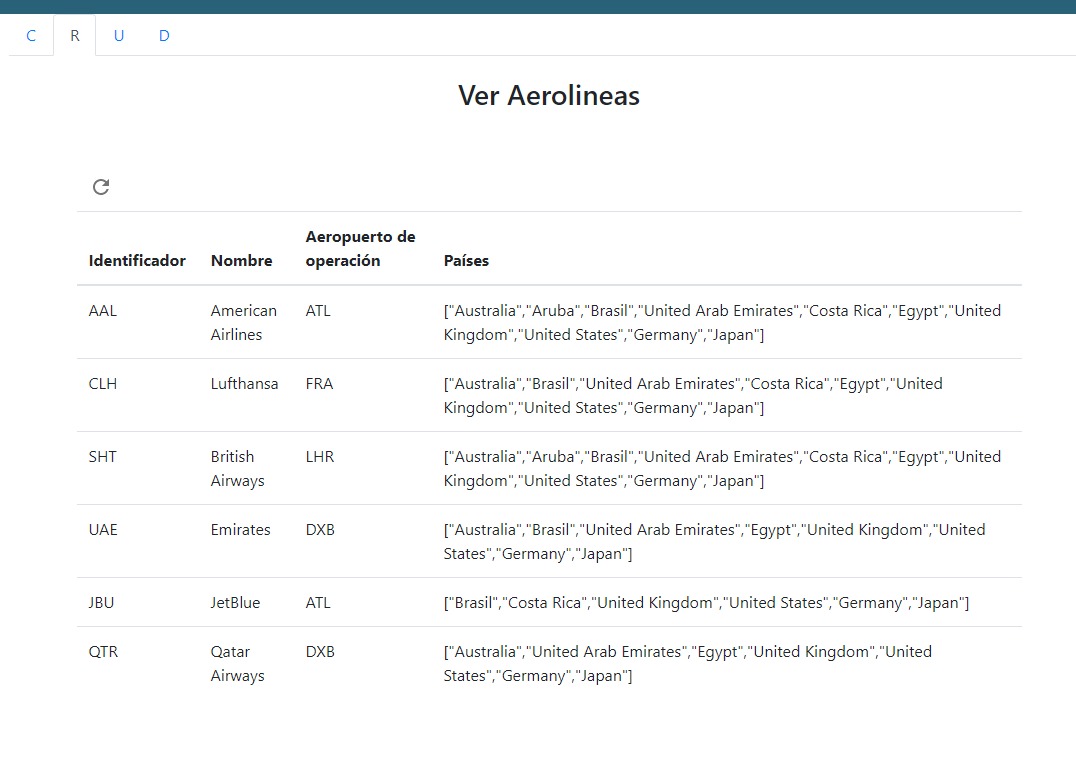 C R U D
Ver Aerolineas
Aeropuerto de
Identificador Nombre operación Países
AAL American ATL ["Australia","Aruba","Brasil","United Arab Emirates","Costa Rica","Egypt","United
Airlines Kingdom","United States","Germany","Japan"]
CLH Lufthansa FRA ["Australia","Brasil","United Arab Emirates","Costa Rica","Egypt","United
Kingdom","United States","Germany","Japan"]
SHT British LHR ["Australia","Aruba","Brasil","United Arab Emirates","Costa Rica","Egypt","United
Airways Kingdom","United States","Germany","Japan"]
UAE Emirates DXB ["Australia","Brasil","United Arab Emirates","Egypt","United Kingdom","United
States","Germany","Japan"]
JBU JetBlue ATL ["Brasil","Costa Rica","United Kingdom","United States","Germany","Japan"]
QTR Qatar DXB ["Australia","United Arab Emirates","Egypt","United Kingdom","United
Airways States","Germany","Japan"]